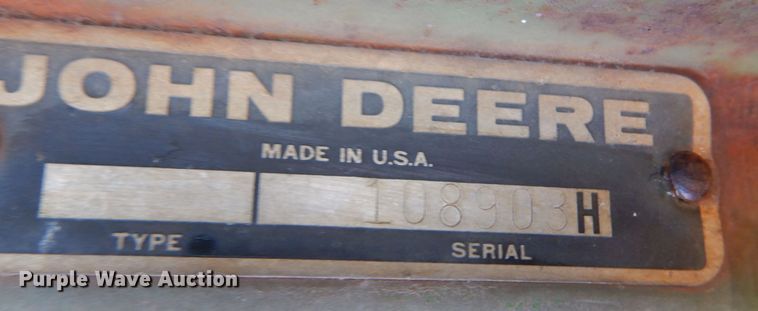 JOHN DEERE
MADE IN U.S.A.
108903H
TYPE SERIAL
Purple Wave Auction